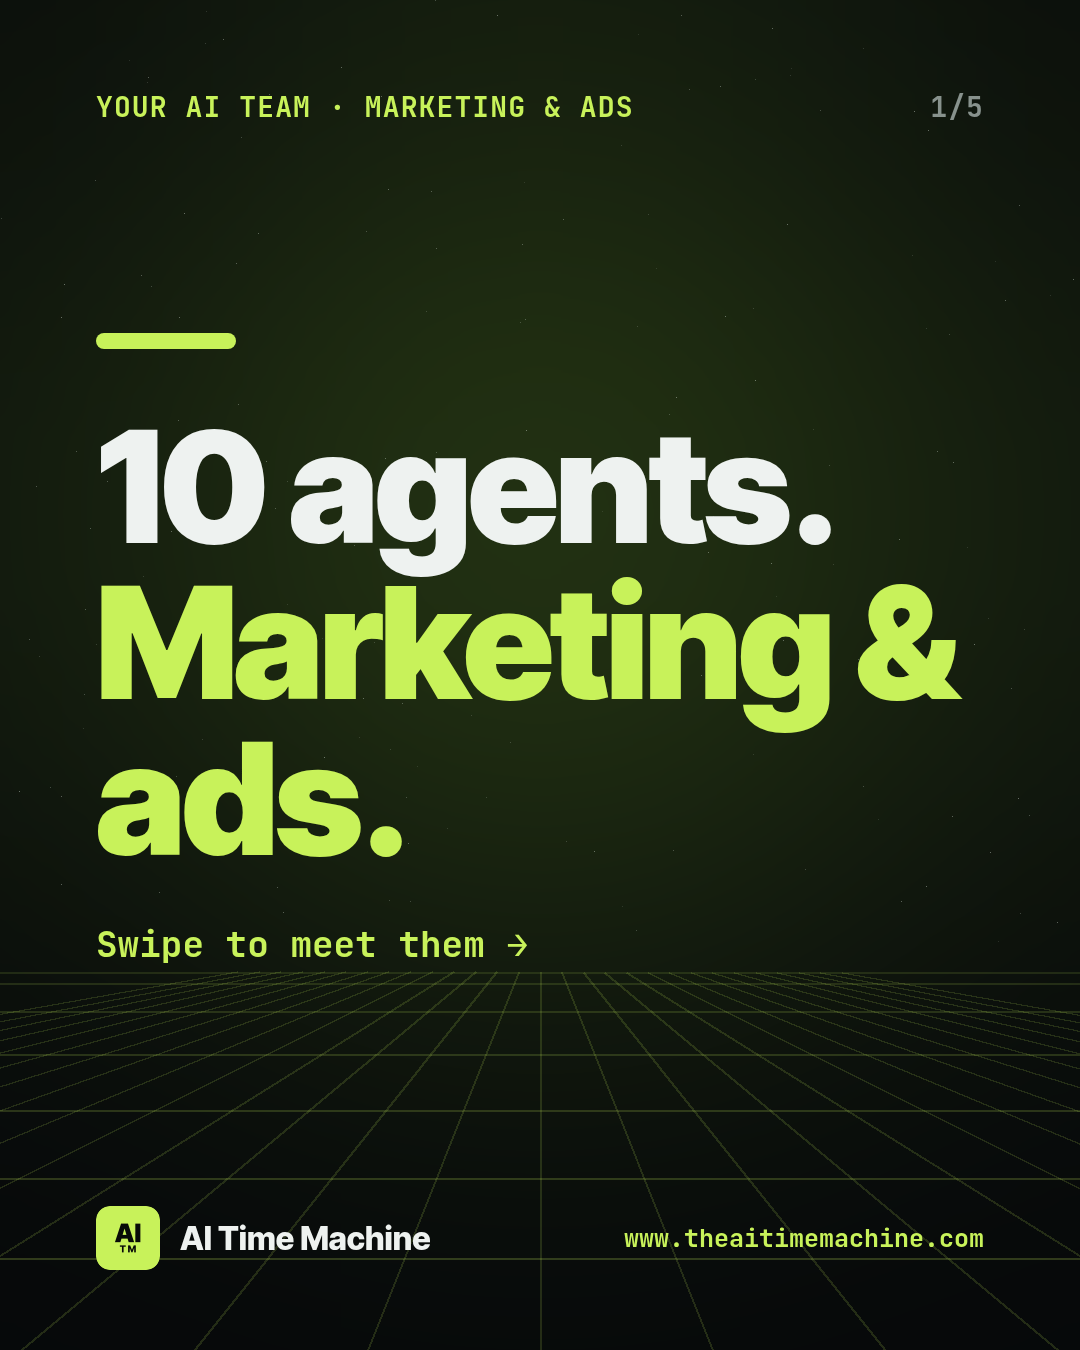 YOUR AI TEAM · MARKETING & ADS
1/5
10 agents.
Marketing &
ads.
Swipe to meet them →
AI
TM
AI Time Machine
www.theaitimemachine.com